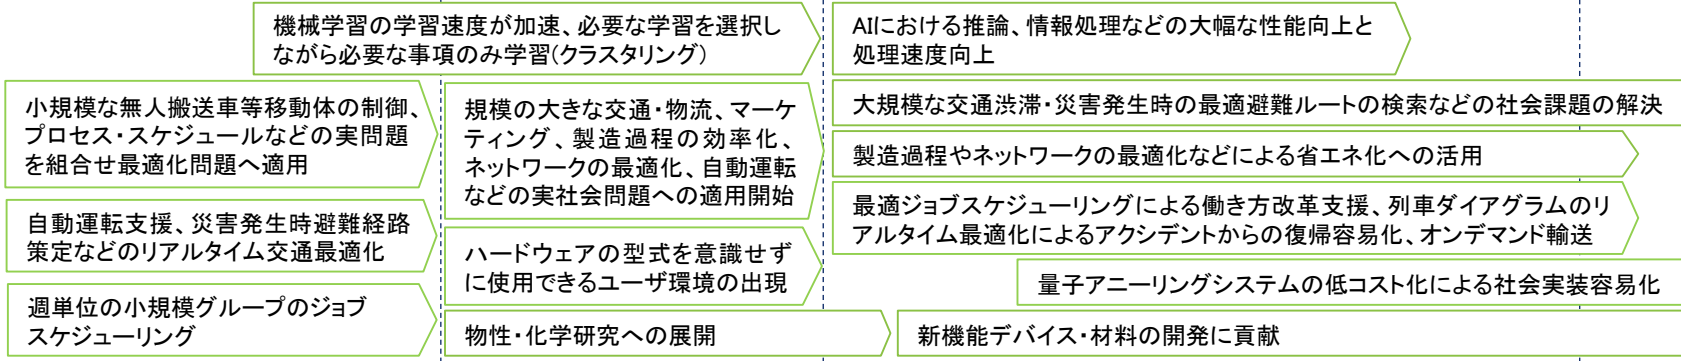 機械学習の学習速度が加速、必要な学習を選択し
ながら必要な事項のみ学習(クラスタリング)
AIにおける推論、情報処理などの大幅な性能向上と
処理速度向上
小規模な無人搬送車等移動体の制御、
プロセス・スケジュールなどの実問題
を組合せ最適化問題へ適用
規模の大きな交通・物流、マーケ
ティング、製造過程の効率化、
ネットワークの最適化、自動運転
などの実社会問題への適用開始
大規模な交通渋滞・災害発生時の最適避難ルートの検索などの社会課題の解決
製造過程やネットワークの最適化などによる省エネ化への活用
自動運転支援、災害発生時避難経路
策定などのリアルタイム交通最適化
最適ジョブスケジューリングによる働き方改革支援、列車ダイアグラムのリ
アルタイム最適化によるアクシデントからの復帰容易化、オンデマンド輸送
ハードウェアの型式を意識せず
に使用できるユーザ環境の出現
量子アニーリングシステムの低コスト化による社会実装容易化
週単位の小規模グループのジョブ
スケジューリング
物性・化学研究への展開
新機能デバイス・材料の開発に貢献